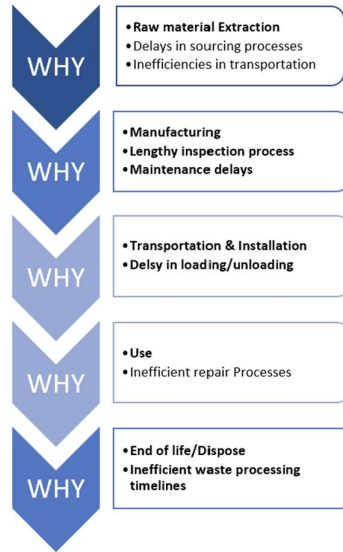 WHY
•Raw material Extraction
•Delays in sourcing processes
•Inefficiencies in transportation
WHY
•Manufacturing
•Lengthy inspection process
•Maintenance delays
WHY
•Transportation & Installation
•Delsy in loading/unloading
WHY
•Use
•Inefficient repair Processes
WHY
•End of life/Dispose
•Inefficient waste processing
timelines